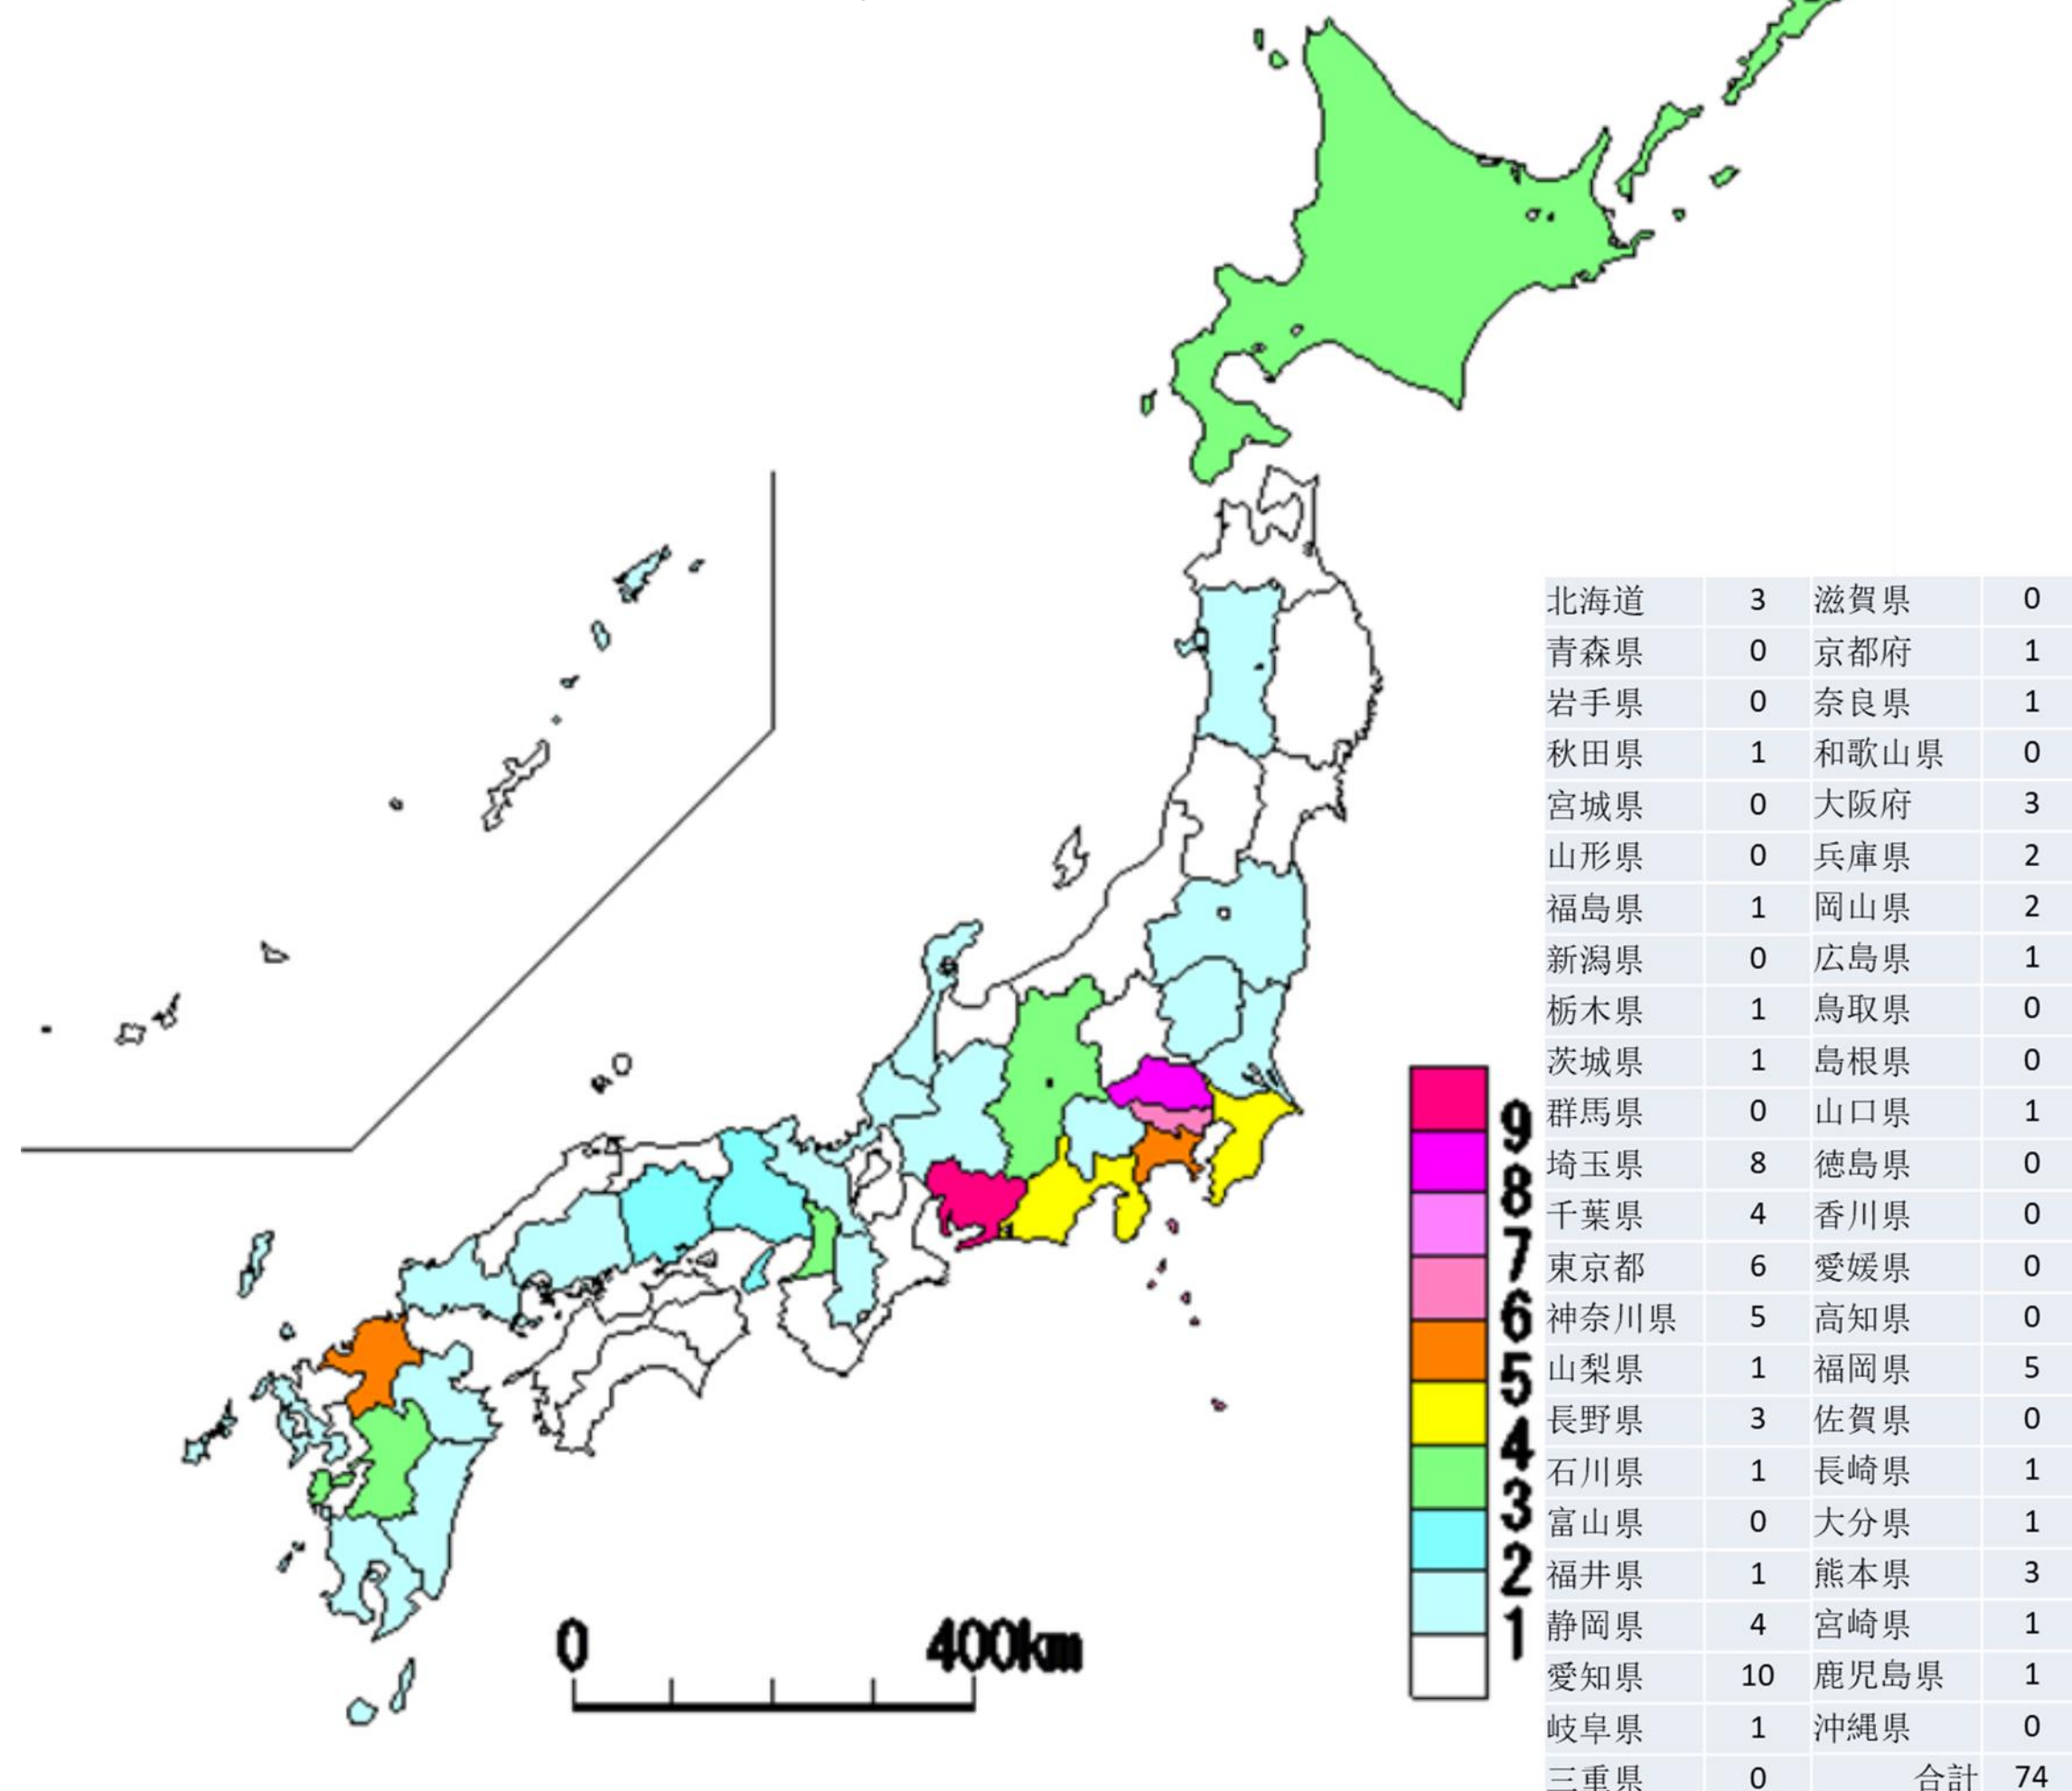 北海道 3 滋賀県 0
青森県 0 京都府 1
岩手県 0 奈良県 1
秋田県 1 和歌山県 0
宮城県 0 大阪府 3
山形県 0 兵庫県 2
福島県 1 岡山県 2
新潟県 0 広島県 1
栃木県 1 鳥取県 0
茨城県 1 島根県 0
群馬県 0 山口県 1
埼玉県 8 徳島県 0
千葉県 4 香川県 0
東京都 6 愛媛県 0
神奈川県 5 高知県 0
山梨県 1 福岡県 5
長野県 3 佐賀県 0
石川県 1 長崎県 1
富山県 0 大分県 1
福井県 1 熊本県 3
静岡県 4 宮崎県 1
愛知県 10 鹿児島県 1
岐阜県 1 沖縄県 0
三重県 0 合計 74
9
8
7
6
5
4
3
2
1
0 400km